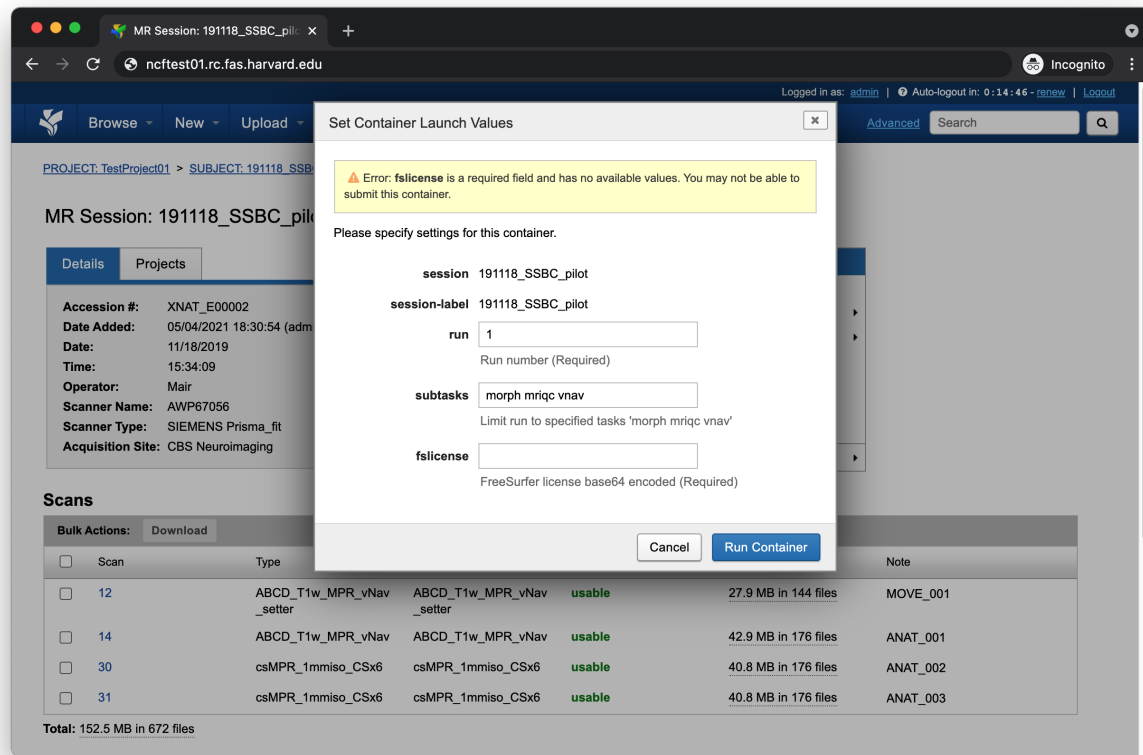 MR Session: 191118_SSBC_pilo
ncftest01.rc.fas.harvard.edu
Incognito
Logged in as: admin | Auto-logout in: 0:14:46 - renew | Logout
Browse New Upload
Advanced Search
PROJECT: TestProject01 > SUBJECT: 191118_SSB
MR Session: 191118_SSBC_pilo
Details Projects
Accession #: XNAT_E00002
Date Added: 05/04/2021 18:30:54 (adm
Date: 11/18/2019
Time: 15:34:09
Operator: Mair
Scanner Name: AWP67056
Scanner Type: SIEMENS Prisma_fit
Acquisition Site: CBS Neuroimaging
Set Container Launch Values
Error: fslicense is a required field and has no available values. You may not be able to
submit this container.
Please specify settings for this container.
session 191118_SSBC_pilot
session-label 191118_SSBC_pilot
run 1
Run number (Required)
subtasks morph mriqc vnav
Limit run to specified tasks 'morph mriqc vnav'
fslicense
FreeSurfer license base64 encoded (Required)
Cancel Run Container
Scans
Bulk Actions: Download
Scan Type Note
12 ABCD_T1w_MPR_vNav ABCD_T1w_MPR_vNav usable 27.9 MB in 144 files MOVE_001
_setter _setter
14 ABCD_T1w_MPR_vNav ABCD_T1w_MPR_vNav usable 42.9 MB in 176 files ANAT_001
30 csMPR_1mmiso_CSx6 csMPR_1mmiso_CSx6 usable 40.8 MB in 176 files ANAT_002
31 csMPR_1mmiso_CSx6 csMPR_1mmiso_CSx6 usable 40.8 MB in 176 files ANAT_003
Total: 152.5 MB in 672 files